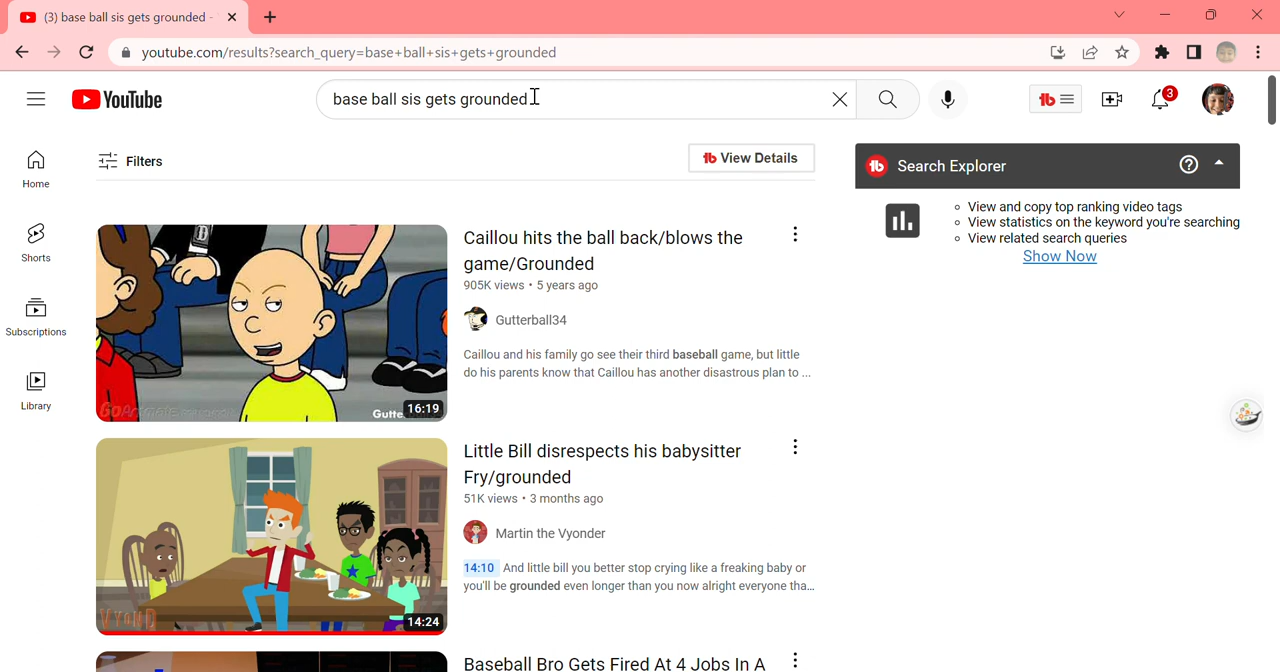 (3) base ball sis gets grounded -
youtube.com/results?search_query=base+ball+sis+gets+grounded
YouTube
base ball sis gets grounded
tb
3
Home
Shorts
Subscriptions
Library
Filters
tb View Details
tb Search Explorer
View and copy top ranking video tags
View statistics on the keyword you're searching
View related search queries
Show Now
D
GoAnimate
Gutte
16:19
Caillou hits the ball back/blows the
game/Grounded
905K views • 5 years ago
Gutterball34
Caillou and his family go see their third baseball game, but little
do his parents know that Caillou has another disastrous plan to ...
VYOND
14:24
Little Bill disrespects his babysitter
Fry/grounded
51K views • 3 months ago
Martin the Vyonder
14:10 And little bill you better stop crying like a freaking baby or
you'll be grounded even longer than you now alright everyone tha...
Baseball Bro Gets Fired At 4 Jobs In A